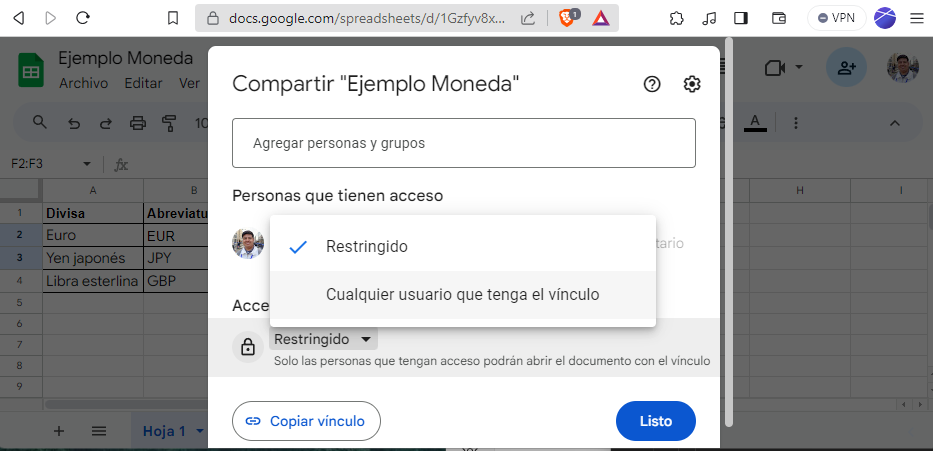 docs.google.com/spreadsheets/d/1Gzfyv8x...
1
VPN
Ejemplo Moneda
Archivo Editar Ver
Compartir "Ejemplo Moneda"
Agregar personas y grupos
10
A
F2:F3
fx
Personas que tienen acceso
A B H I
1 Divisa Abreviatu
2 Euro EUR
3 Yen japonés JPY
4 Libra esterlina GBP
5
6
7
8
9
Restringido
tario
Cualquier usuario que tenga el vínculo
Acce
Restringido
Solo las personas que tengan acceso podrán abrir el documento con el vínculo
Copiar vínculo
Listo
Hoja 1